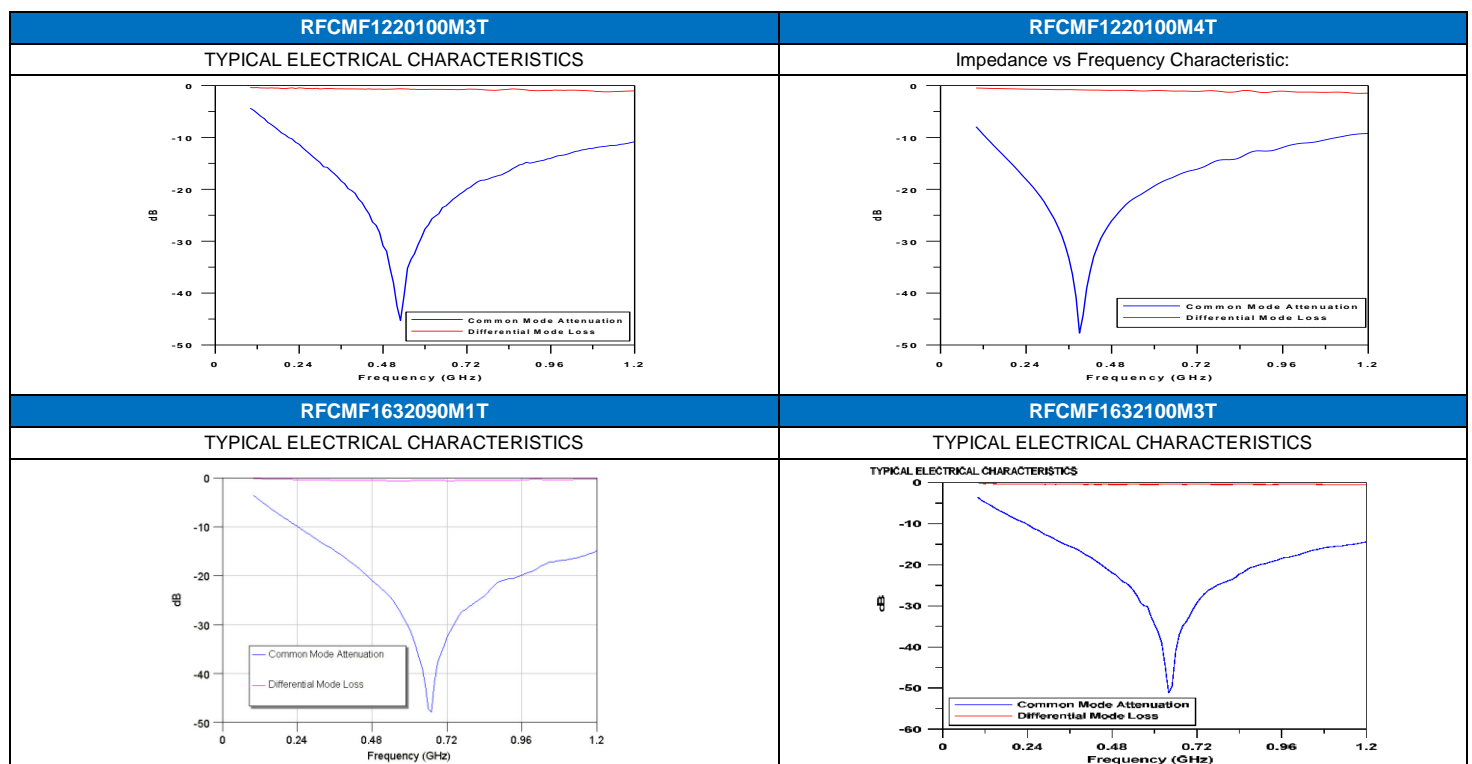 RFCMF1220100M3T
RFCMF1220100M4T
TYPICAL ELECTRICAL CHARACTERISTICS
Impedance vs Frequency Characteristic:
0
-10
-20
-30
-40
-50
dB
Common Mode Attenuation
Differential Mode Loss
0 0.24 0.48 0.72 0.96 1.2
Frequency (GHz)
0
-10
-20
-30
-40
-50
dB
Common Mode Attenuation
Differential Mode Loss
0 0.24 0.48 0.72 0.96 1.2
Frequency (GHz)
RFCMF1632090M1T
RFCMF1632100M3T
TYPICAL ELECTRICAL CHARACTERISTICS
TYPICAL ELECTRICAL CHARACTERISTICS
0
-10
-20
-30
-40
-50
dB
Common Mode Attenuation
Differential Mode Loss
0 0.24 0.48 0.72 0.96 1.2
Frequency (GHz)
TYPICAL ELECTRICAL CHARACTERISTICS
0
-10
-20
-30
-40
-50
-60
dB
Common Mode Attenuation
Differential Mode Loss
0 0.24 0.48 0.72 0.96 1.2
Frequency (GHz)